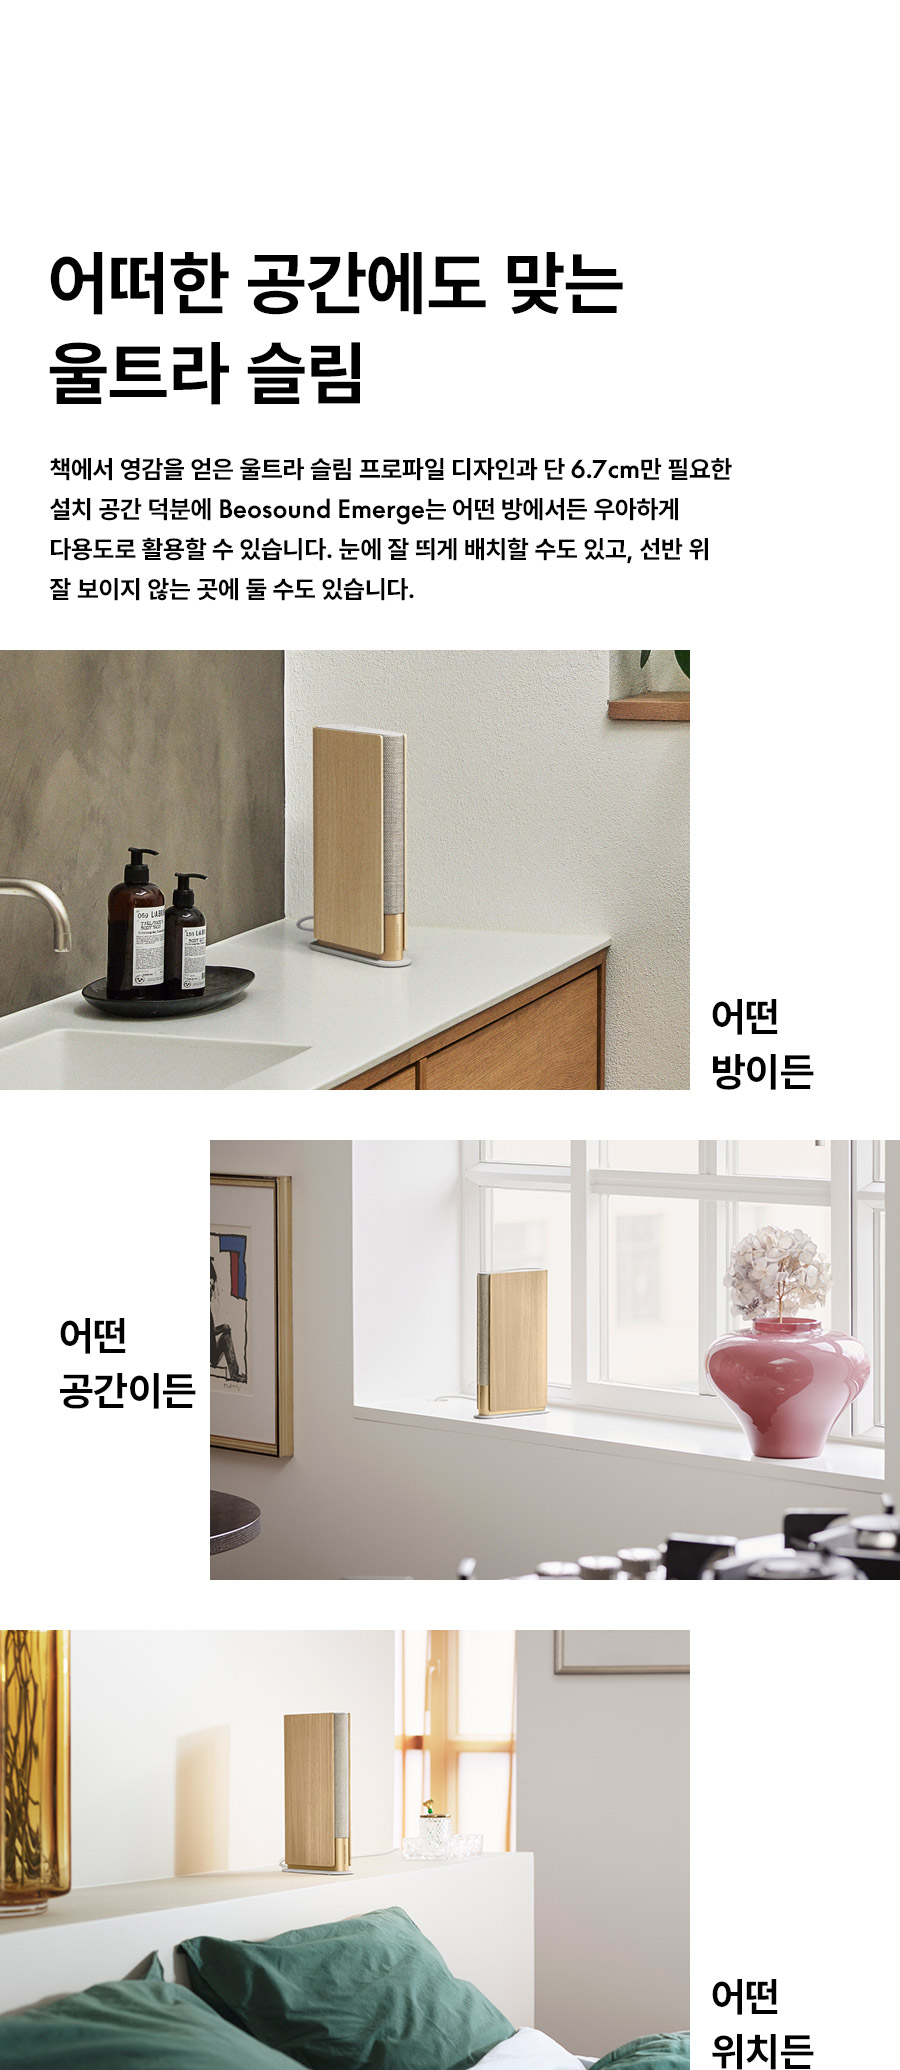 어떠한 공간에도 맞는
울트라 슬림
책에서 영감을 얻은 울트라 슬림 프로파일 디자인과 단 6.7cm만 필요한
설치 공간 덕분에 Beosound Emerge는 어떤 방에서든 우아하게
다용도로 활용할 수 있습니다. 눈에 잘 띄게 배치할 수도 있고, 선반 위
잘 보이지 않는 곳에 둘 수도 있습니다.
어떤
방이든
어떤
공간이든
어떤
위치든